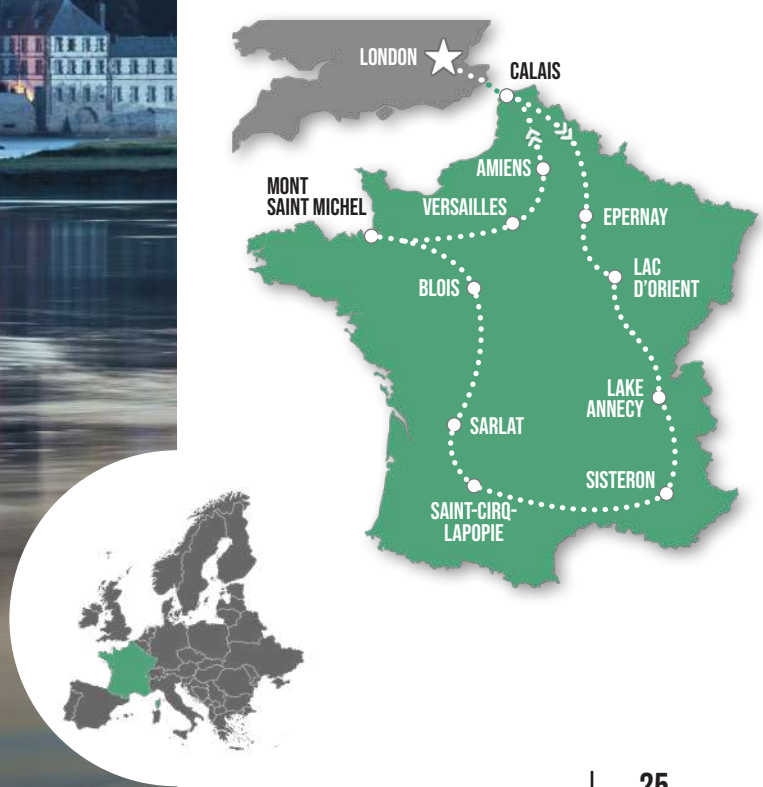 LONDON
CALAIS
AMIENS
MONT
SAINT MICHEL
VERSAILLES
EPERNAY
LAC
D'ORIENT
BLOIS
LAKE
ANNECY
SARLAT
SISTERON
SAINT-CIRQ-
LAPOPIE
25